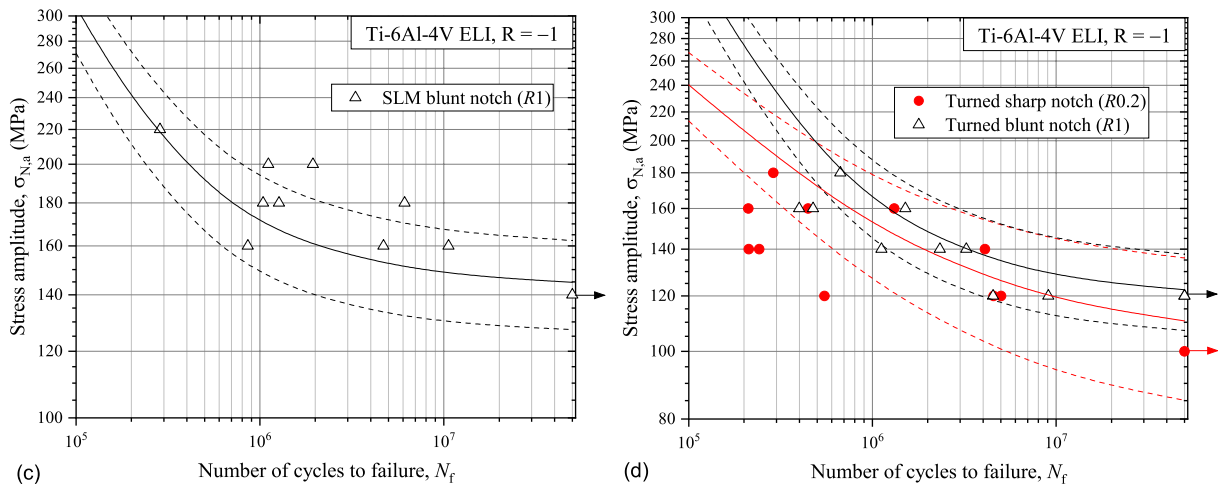 Ti-6Al-4V ELI, R = −1
SLM blunt notch (R1)
Stress amplitude, σN,a (MPa)
300
280
260
240
220
200
180
160
140
120
100
10^5
10^6
10^7
Number of cycles to failure, Nf
(c)
Ti-6Al-4V ELI, R = −1
Turned sharp notch (R0.2)
Turned blunt notch (R1)
Stress amplitude, σN,a (MPa)
300
280
260
240
220
200
180
160
140
120
100
80
10^5
10^6
10^7
Number of cycles to failure, Nf
(d)